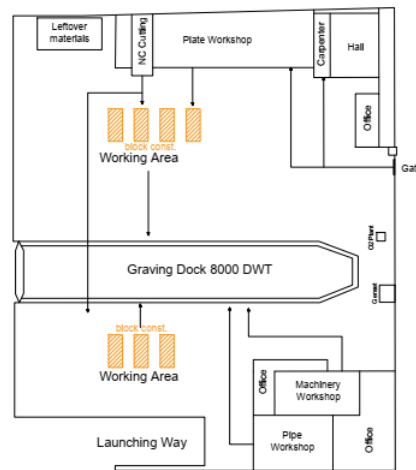 Leftover
materials
NC Cutting
Plate Workshop
Carpenter
Hall
Office
block const.
Working Area
Gat
O2 Plant
Graving Dock 8000 DWT
Genset
block const.
Working Area
Office
Machinery
Workshop
Launching Way
Pipe
Workshop
Office